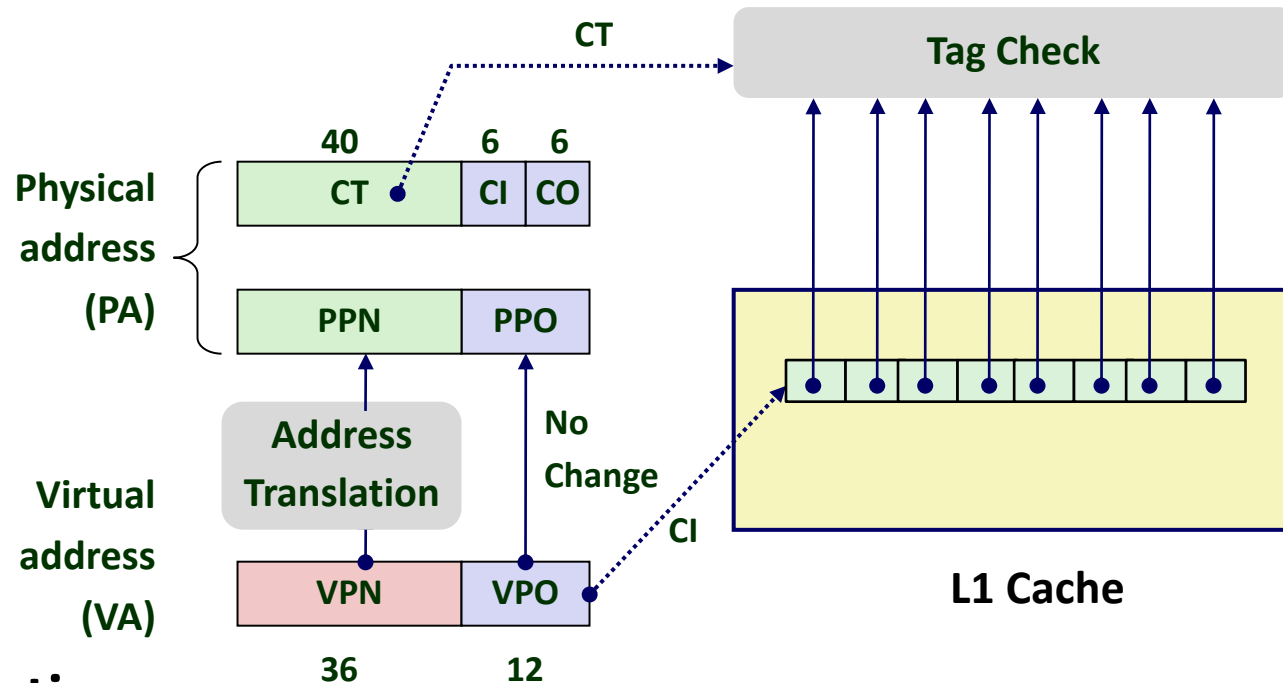 CT
Tag Check
40 6 6
Physical
address
(PA)
CT CI CO
PPN PPO
Address
Translation
No
Change
Virtual
address
(VA)
CI
VPN VPO
L1 Cache
36 12